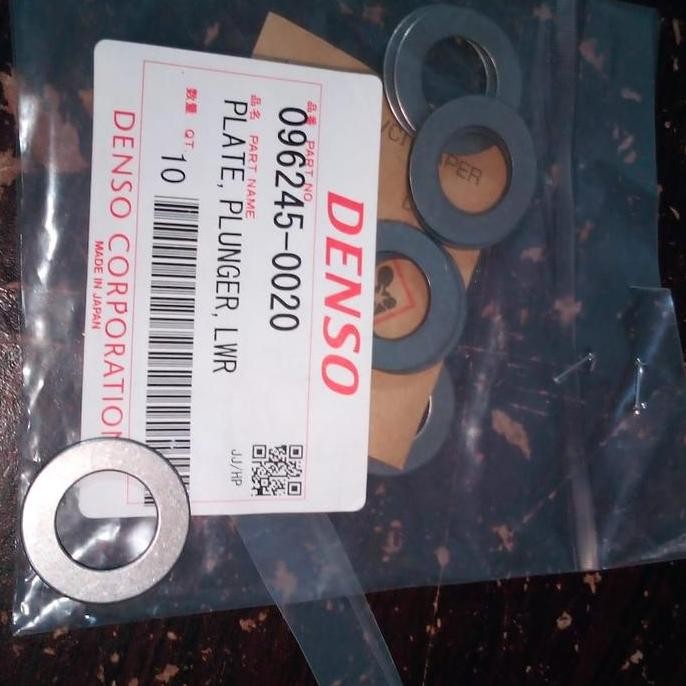 DENSO
品番 PART NO
096245-0020
品名 PART NAME
PLATE, PLUNGER, LWR
数量 QT
10
JJ/HP
DENSO CORPORATION
MADE IN JAPAN